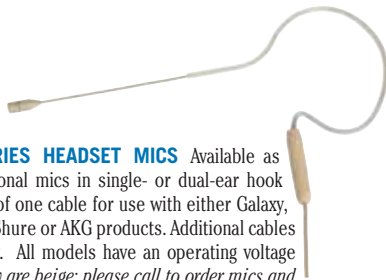 RIES HEADSET MICS Available as
onal mics in single- or dual-ear hook
of one cable for use with either Galaxy,
Shure or AKG products. Additional cables
. All models have an operating voltage
are beige; please call to order mics and